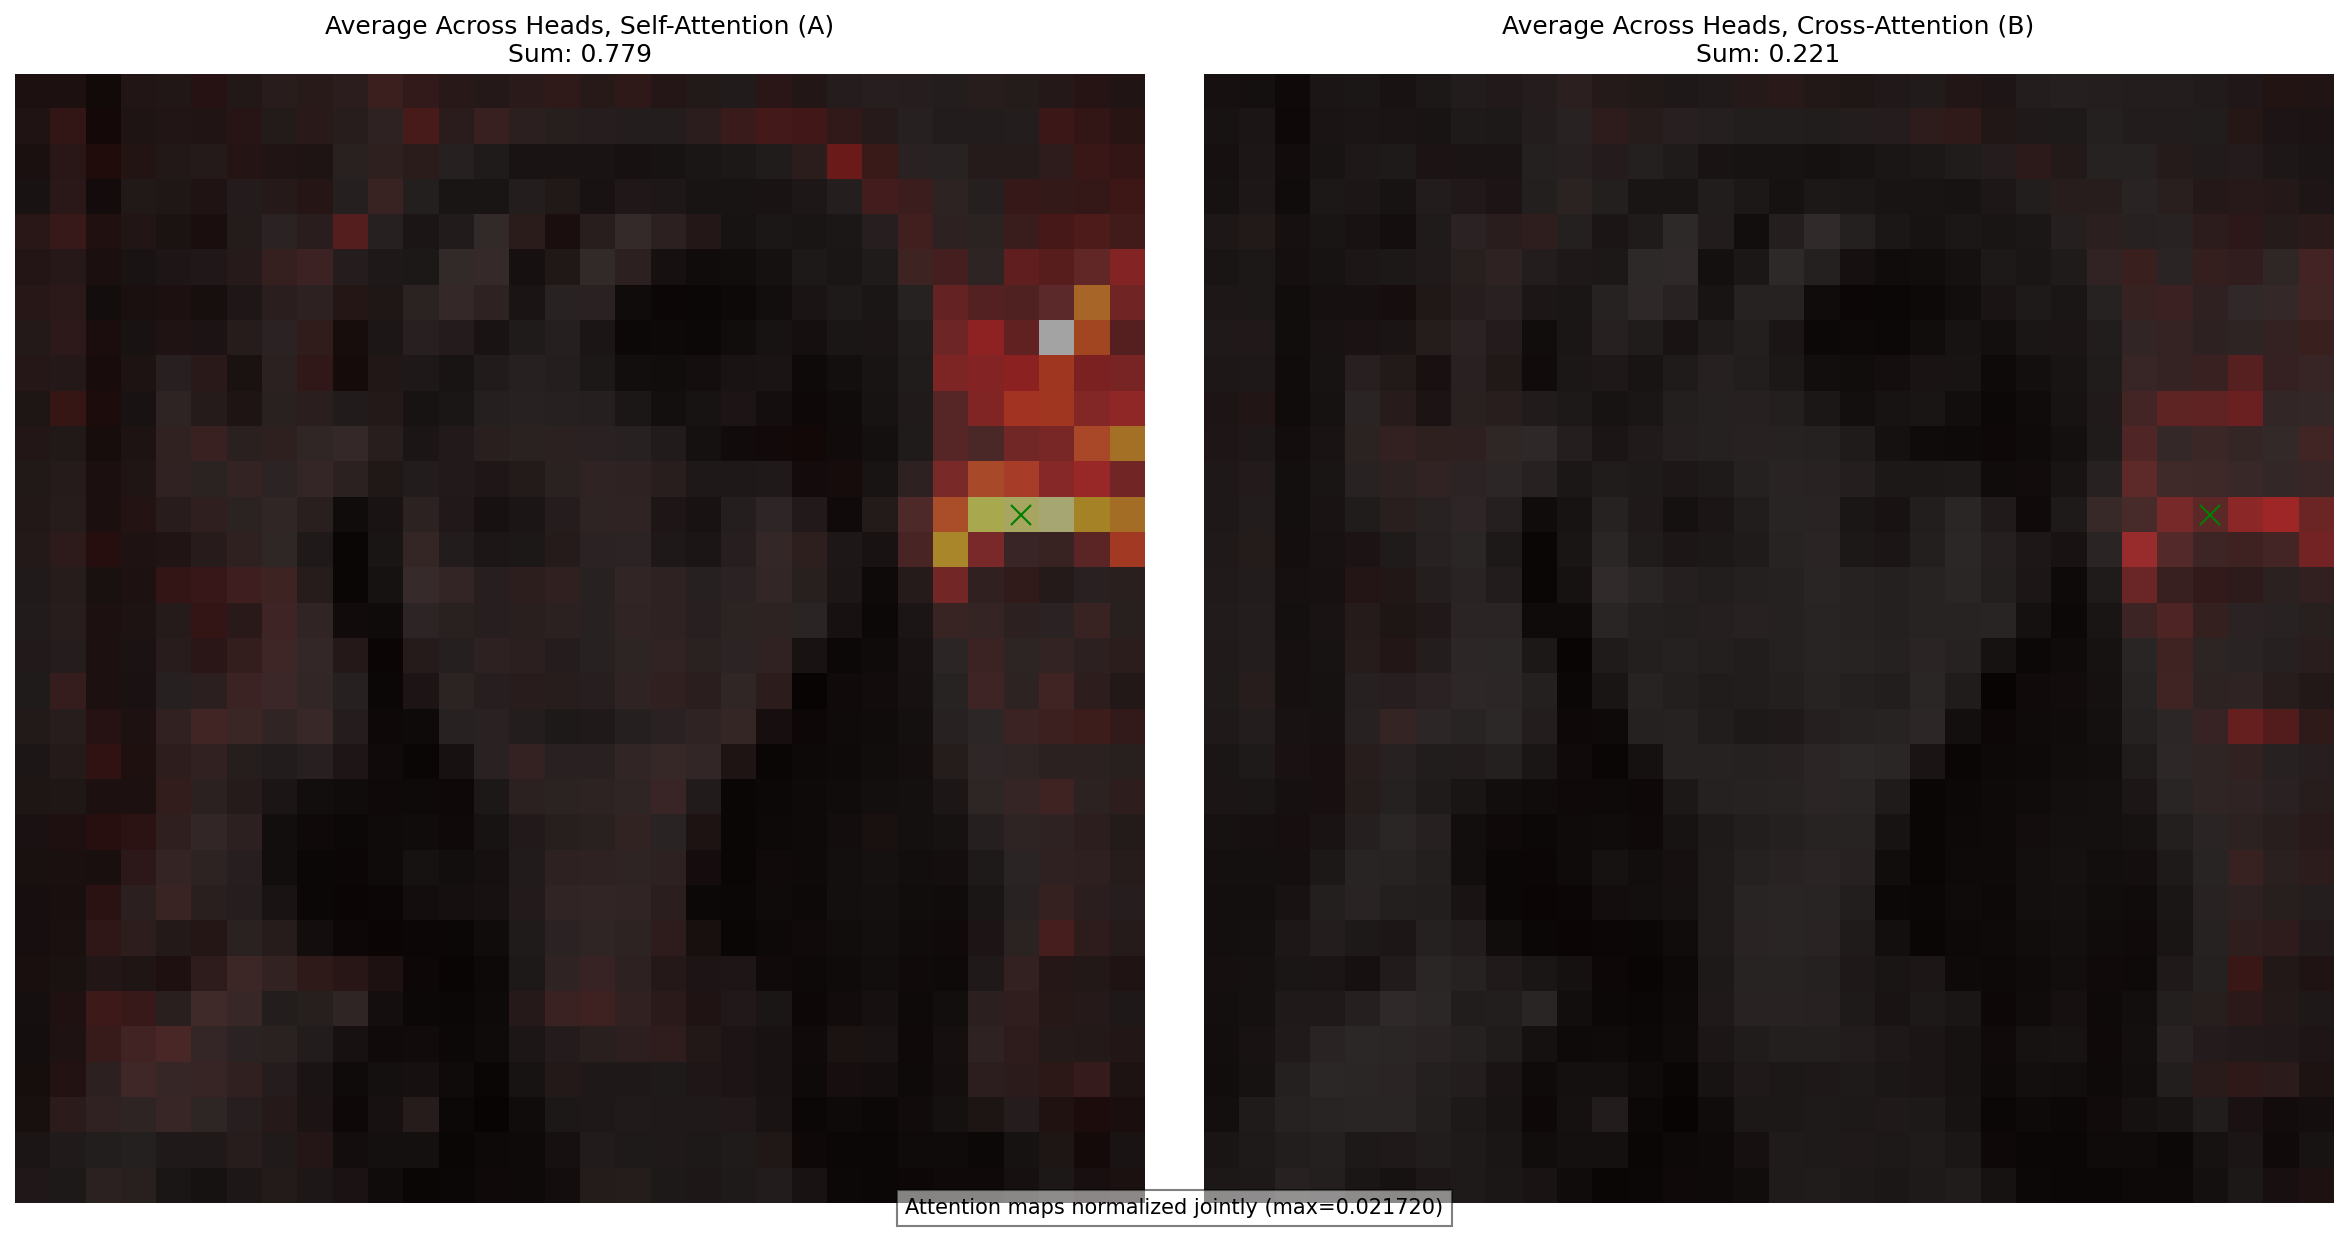 Average Across Heads, Self-Attention (A)
Sum: 0.779
Average Across Heads, Cross-Attention (B)
Sum: 0.221
Attention maps normalized jointly (max=0.021720)